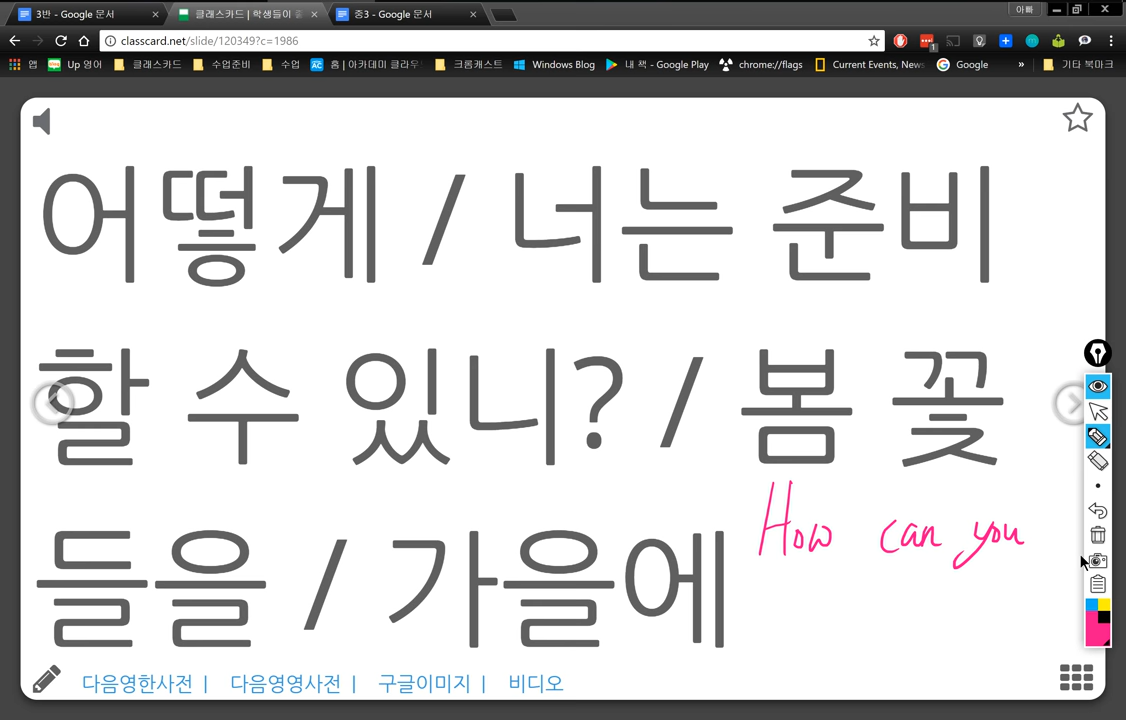 3반 - Google 문서
클래스카드 | 학생들이 좋
중3 - Google 문서
아빠
classcard.net/slide/120349?c=1986
앱 Up 영어 클래스카드 수업준비 수업 홈 | 아카데미 클라우 크롬캐스트 Windows Blog 내 책 - Google Play chrome://flags Current Events, News Google » 기타 북마크
어떻게 / 너는 준비
할 수 있니? / 봄 꽃
들을 / 가을에
How can you
다음영한사전 | 다음영영사전 | 구글이미지 | 비디오